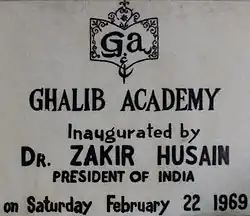 Ga
GHALIB ACADEMY
Inaugurated by
DR. ZAKIR HUSAIN
PRESIDENT OF INDIA
on Saturday February 22 1969